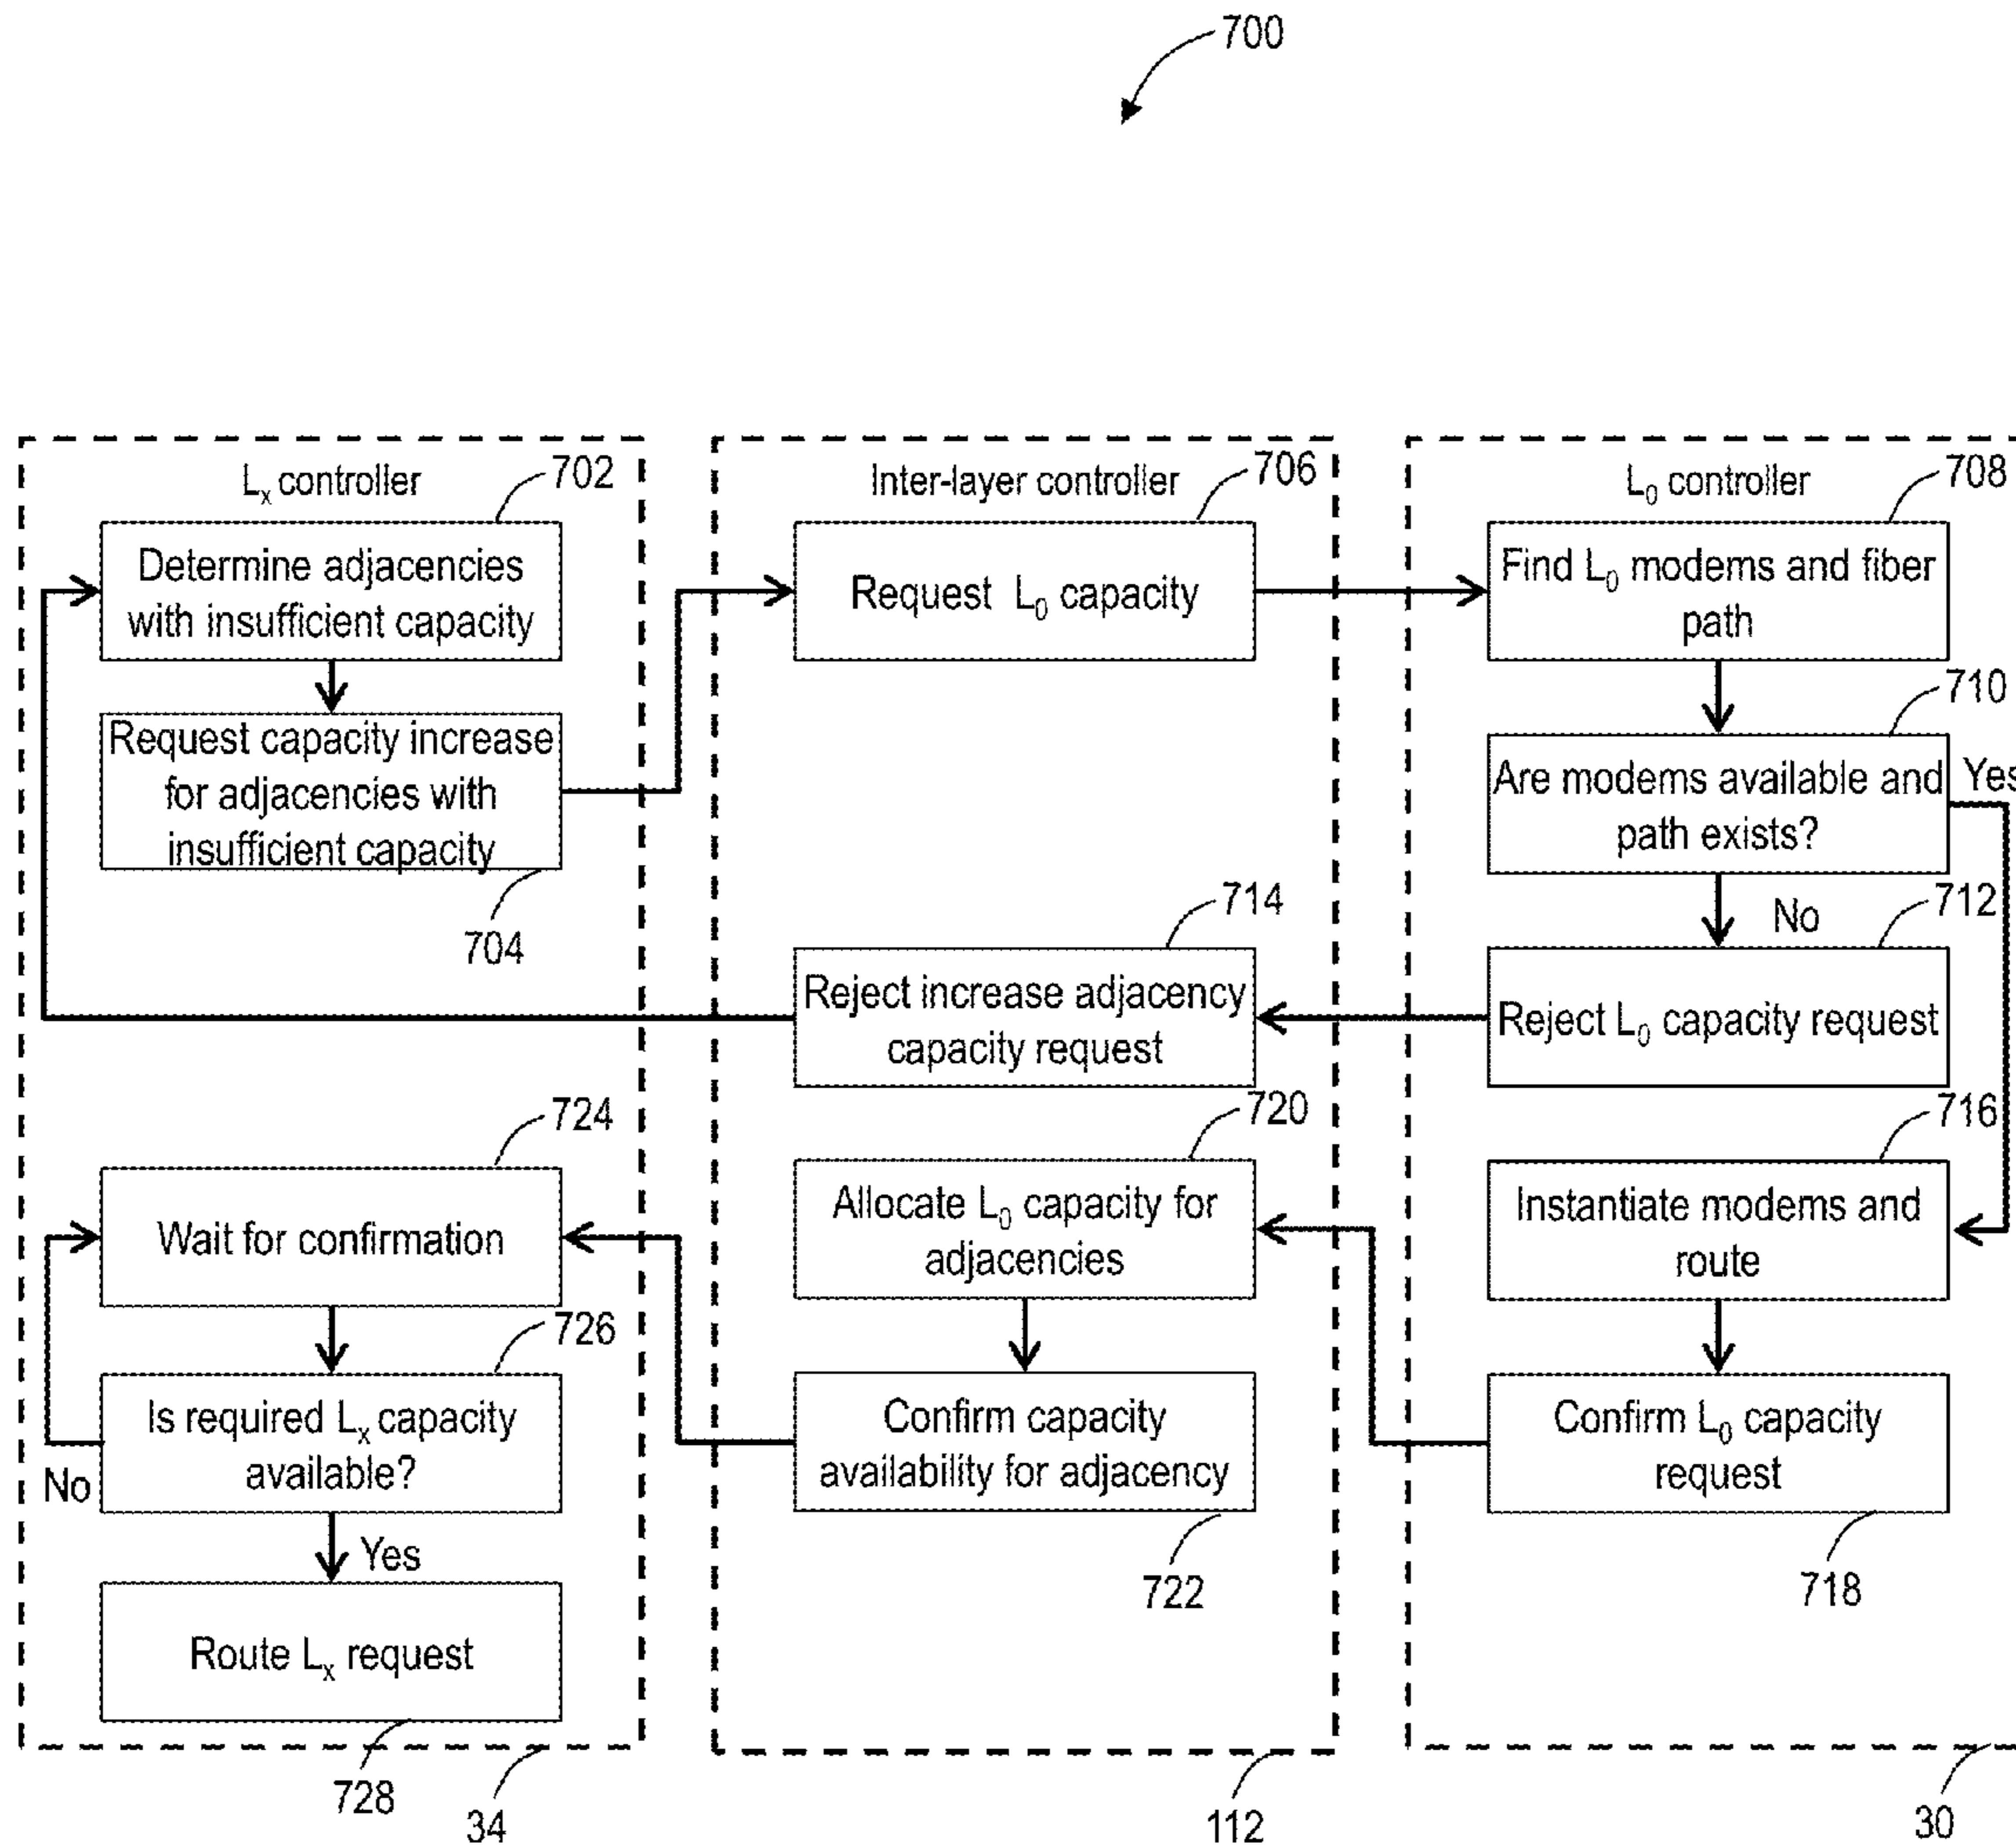 700
L₀ controller
Lₓ controller
Inter-layer controller
702
706
708
Determine adjacencies
with insufficient capacity
Request L₀ capacity
Find L₀ modems and fiber
path
710
Request capacity increase
for adjacencies with
insufficient capacity
704
Are modems available and
path exists?
Yes
No
714
712
Reject increase adjacency
capacity request
Reject L₀ capacity request
724
720
716
Wait for confirmation
Allocate L₀ capacity for
adjacencies
Instantiate modems and
route
726
Is required Lₓ capacity
available?
No
Yes
Confirm capacity
availability for adjacency
722
Confirm L₀ capacity
request
718
Route Lₓ request
728
34
112
30